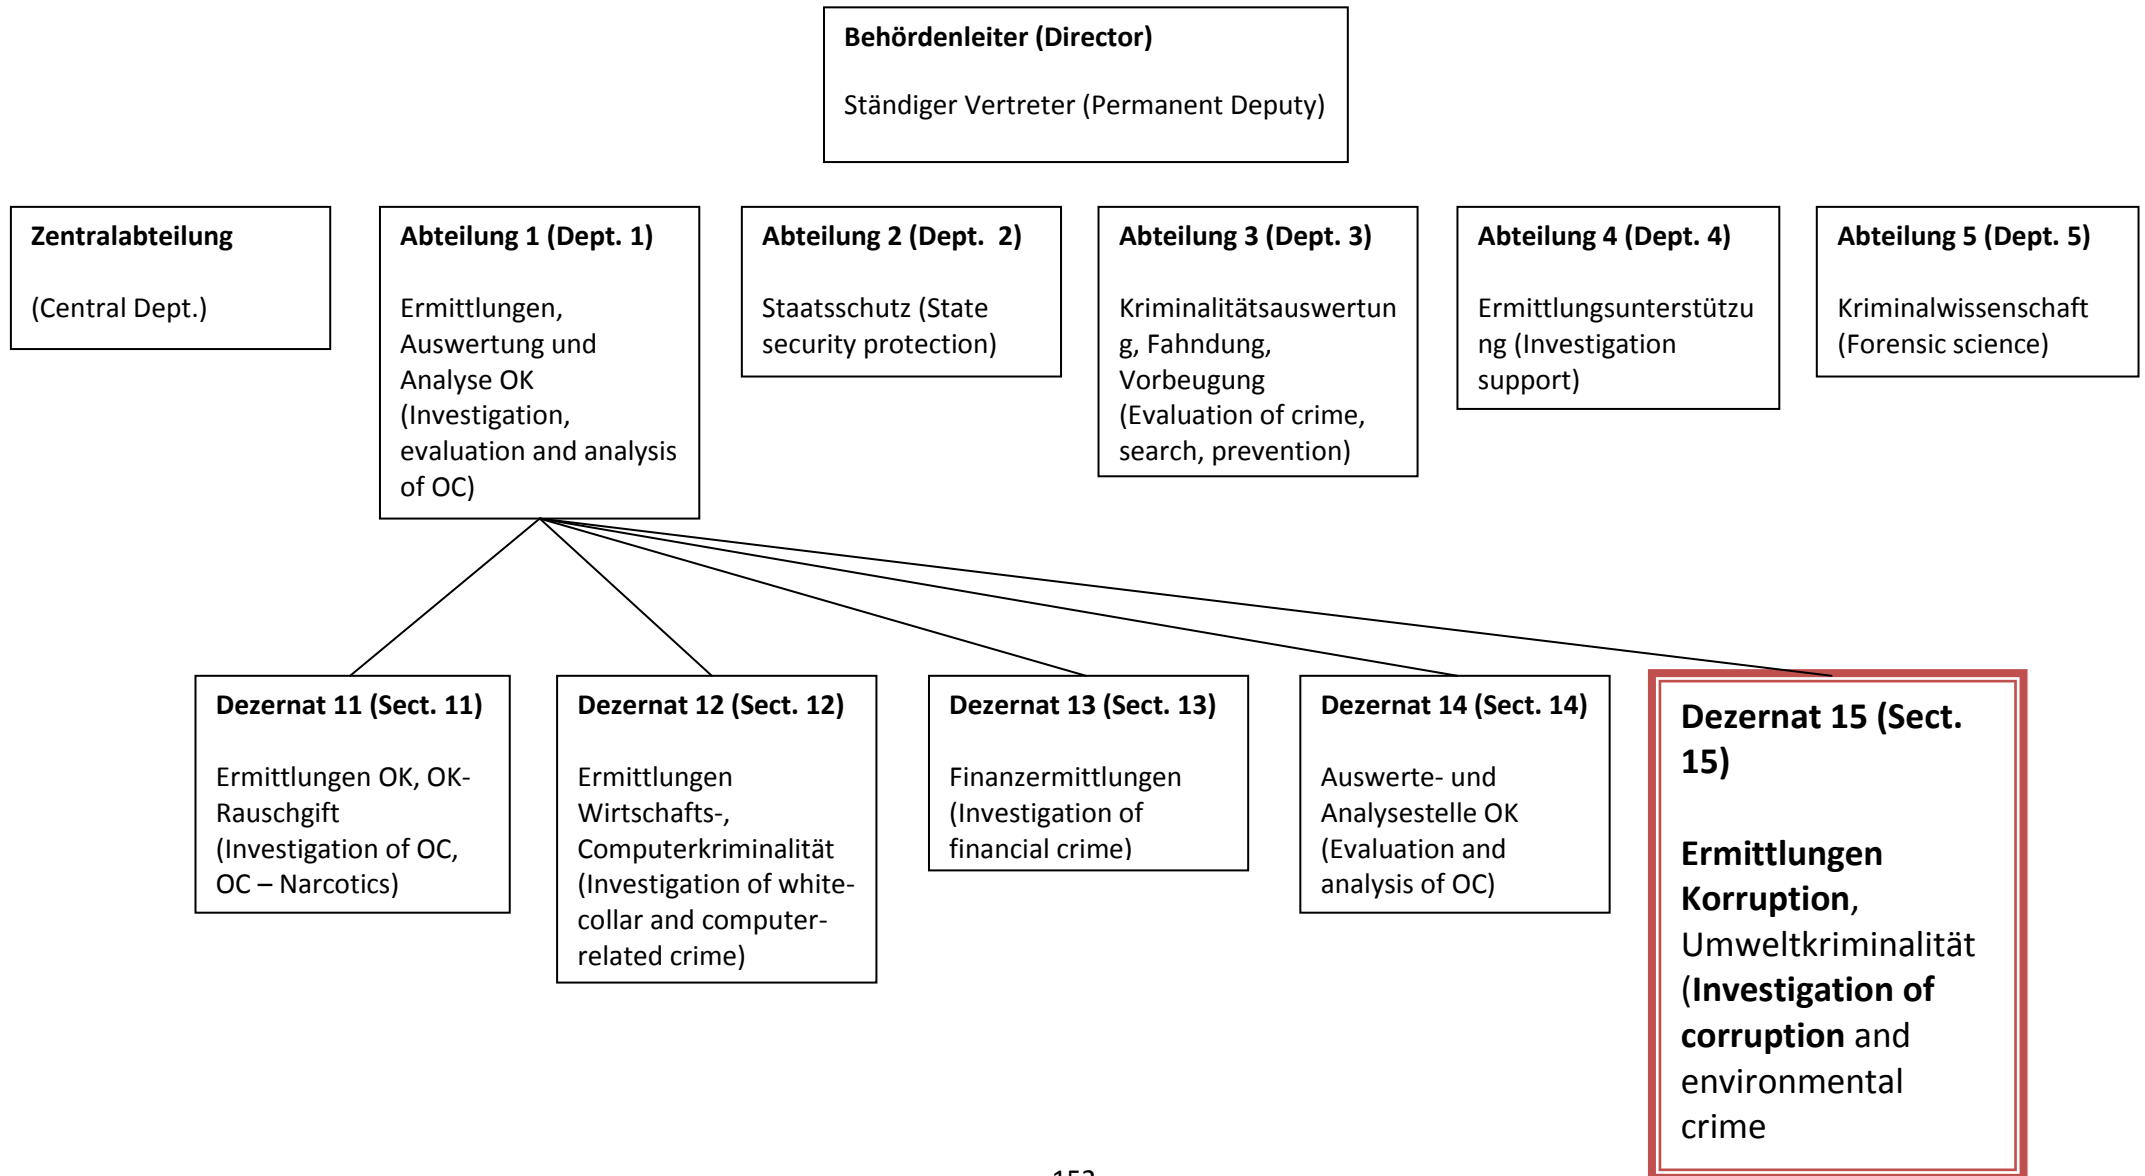 Behördenleiter (Director)
Ständiger Vertreter (Permanent Deputy)
Zentralabteilung
(Central Dept.)
Abteilung 1 (Dept. 1)
Ermittlungen,
Auswertung und
Analyse OK
(Investigation,
evaluation and analysis
of OC)
Abteilung 2 (Dept.  2)
Staatsschutz (State
security protection)
Abteilung 3 (Dept. 3)
Kriminalitätsauswertun
g, Fahndung,
Vorbeugung
(Evaluation of crime,
search, prevention)
Abteilung 4 (Dept. 4)
Ermittlungsunterstützu
ng (Investigation
support)
Abteilung 5 (Dept. 5)
Kriminalwissenschaft
(Forensic science)
Dezernat 11 (Sect. 11)
Ermittlungen OK, OK-
Rauschgift
(Investigation of OC,
OC – Narcotics)
Dezernat 12 (Sect. 12)
Ermittlungen
Wirtschafts-,
Computerkriminalität
(Investigation of white-
collar and computer-
related crime)
Dezernat 13 (Sect. 13)
Finanzermittlungen
(Investigation of
financial crime)
Dezernat 14 (Sect. 14)
Auswerte- und
Analysestelle OK
(Evaluation and
analysis of OC)
Dezernat 15 (Sect.
15)
Ermittlungen
Korruption,
Umweltkriminalität
(Investigation of
corruption and
environmental
crime